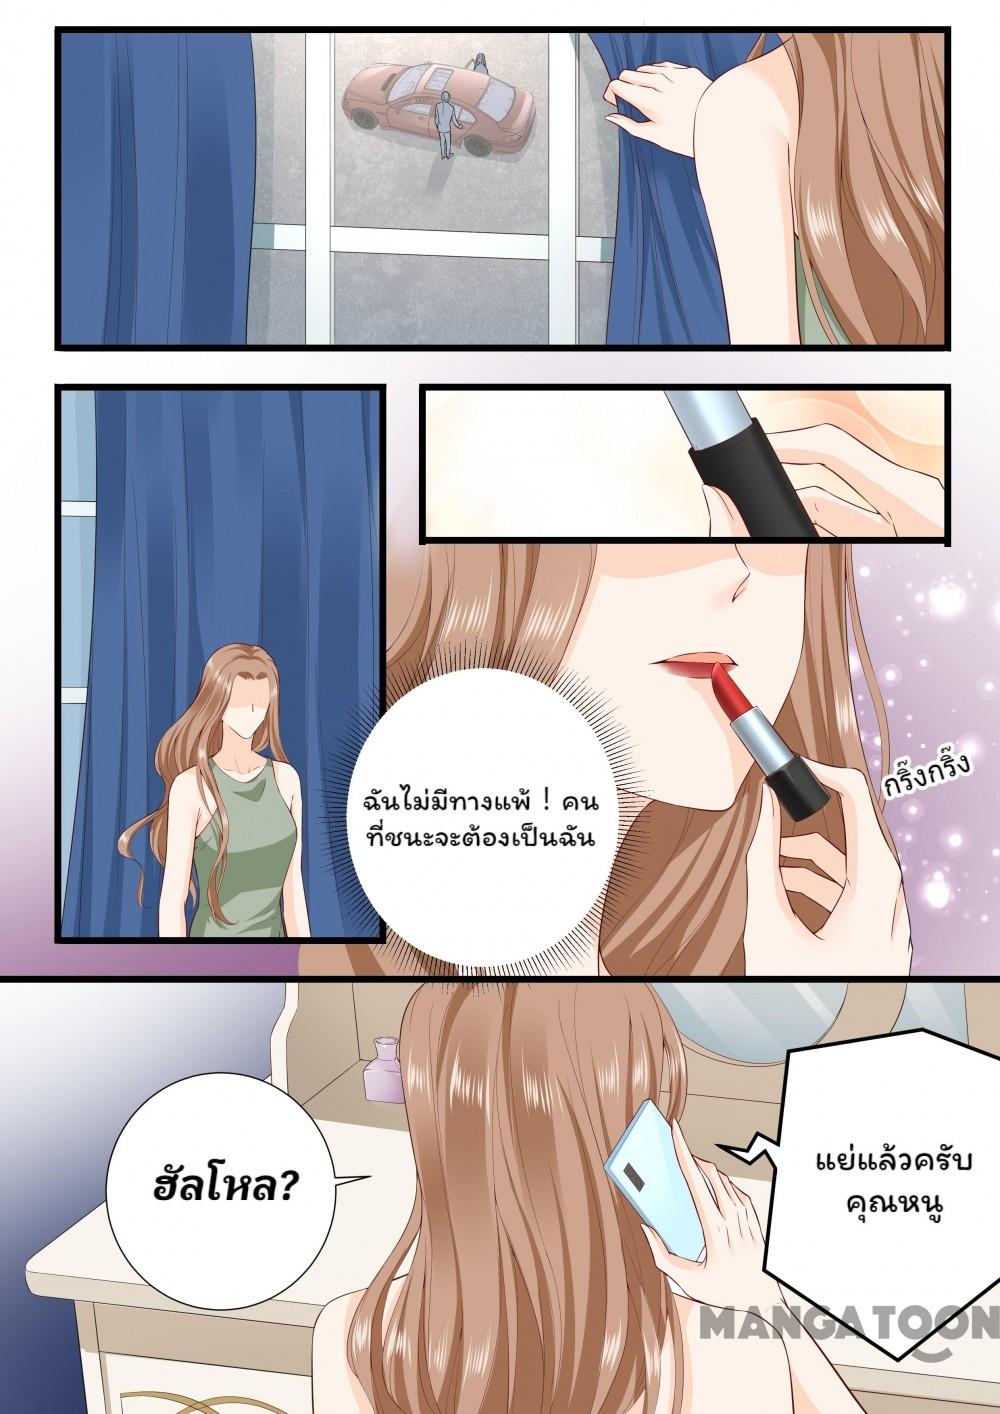 ฉันไม่มีทางแพ้ ! คน
ที่ชนะจะต้องเป็นฉัน
กริ๊งกริ๊ง
ฮัลโหล?
แย่แล้วครับ
คุณหนู
MANGATOON